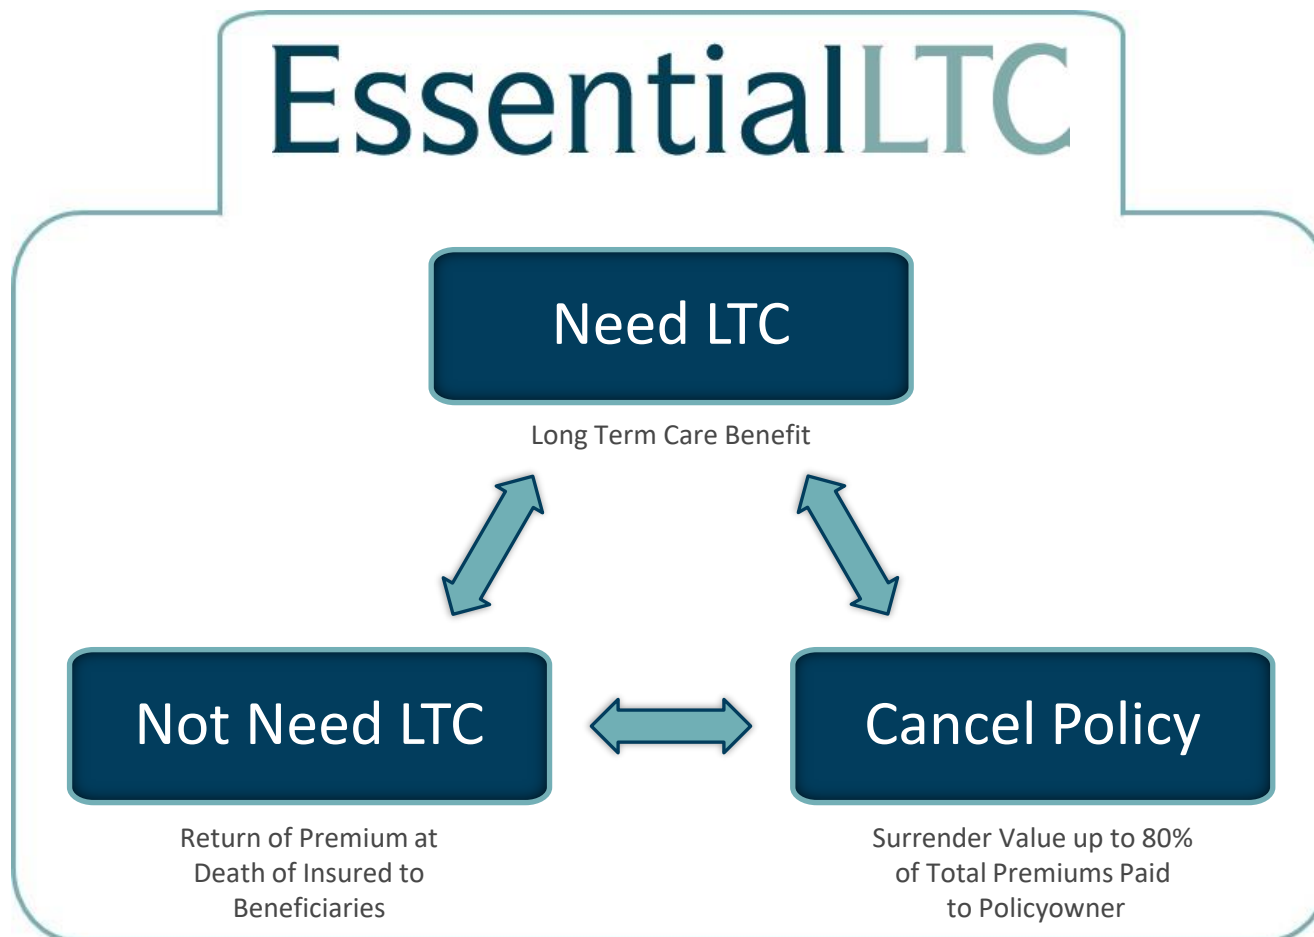 EssentialLTC
Need LTC
Long Term Care Benefit
Not Need LTC
Return of Premium at
Death of Insured to
Beneficiaries
Cancel Policy
Surrender Value up to 80%
of Total Premiums Paid
to Policyowner